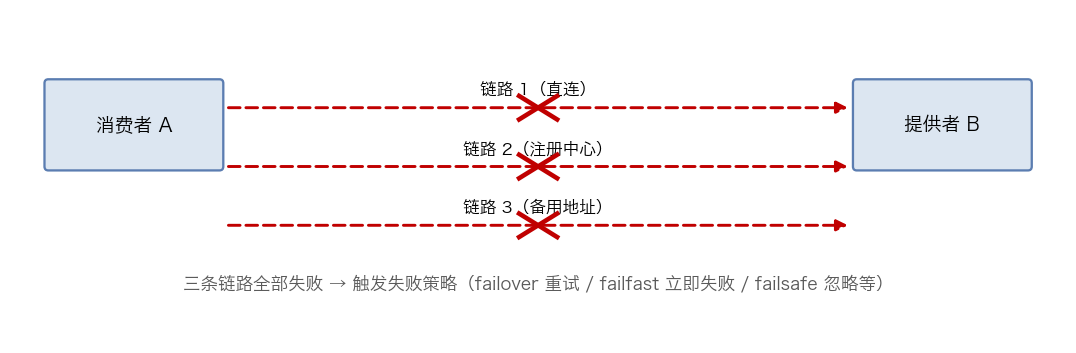 消费者 A
链路 1（直连）
提供者 B
链路 2（注册中心）
链路 3（备用地址）
三条链路全部失败 → 触发失败策略（failover 重试 / failfast 立即失败 / failsafe 忽略等）